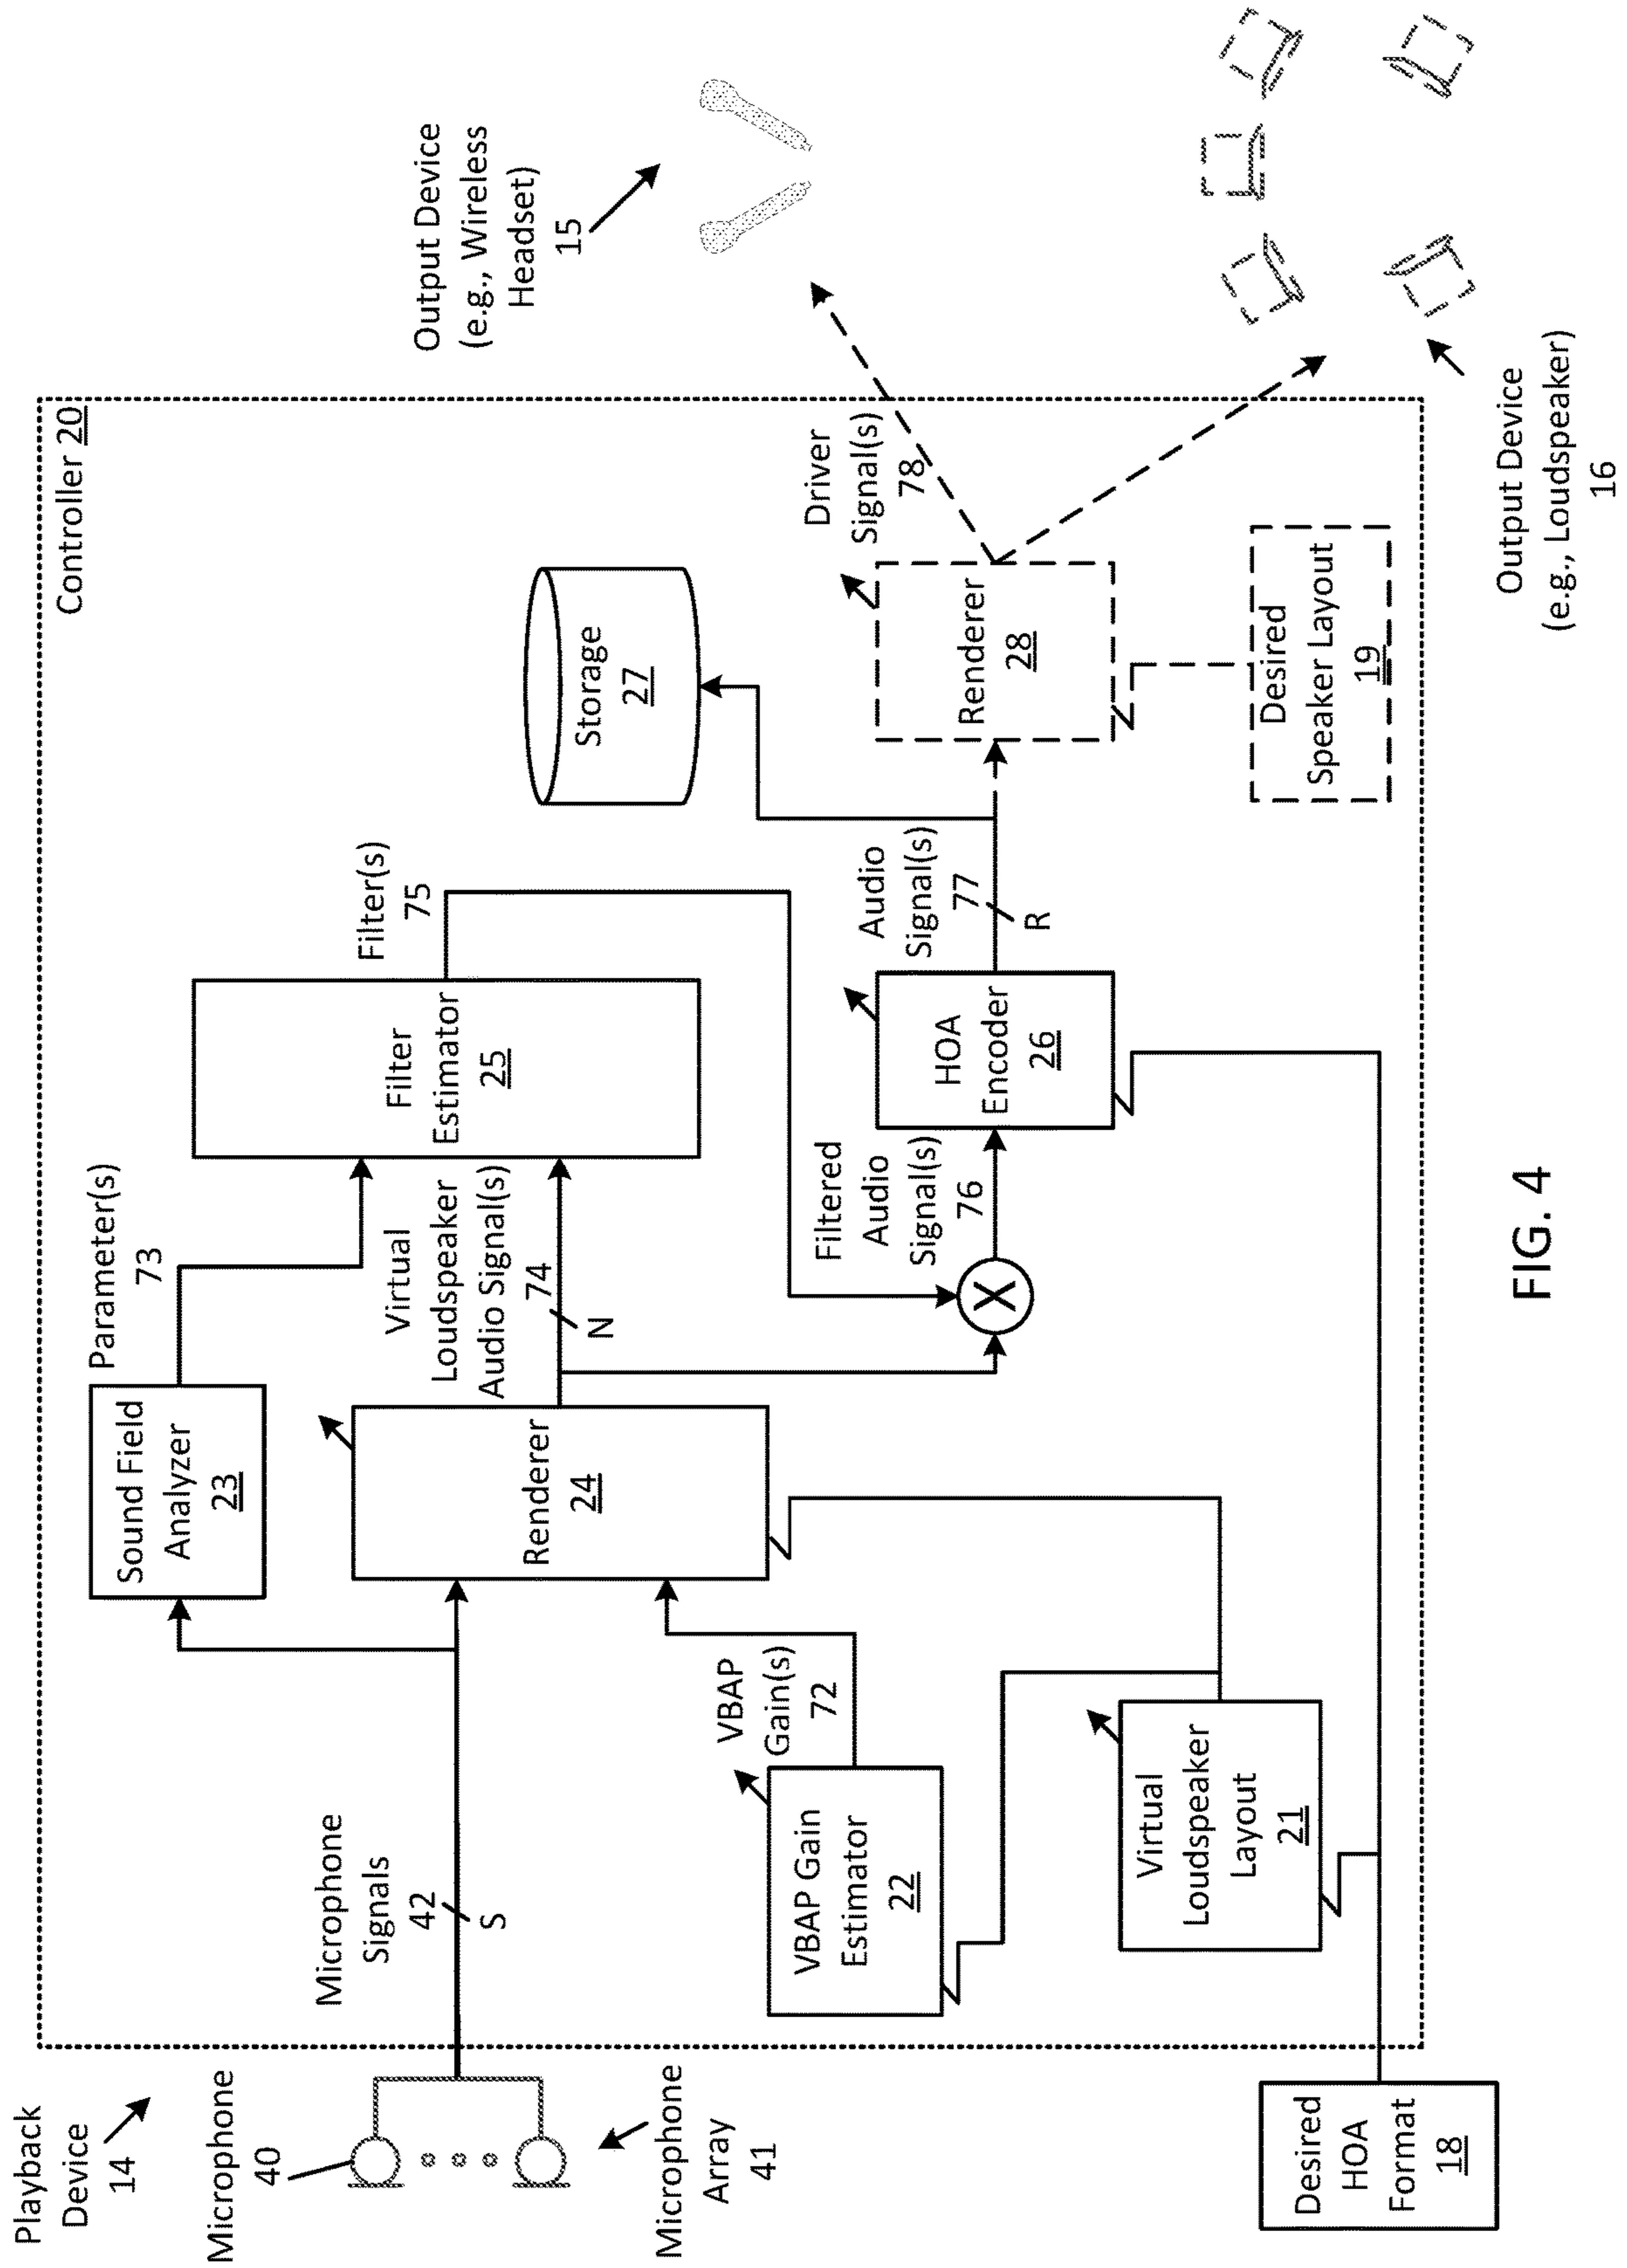 Playback
Device
14
Microphone
40
Microphone
Array
41
Microphone
Signals
42
S
Controller 20
Sound Field
Analyzer
23
Parameter(s)
73
Renderer
24
VBAP Gain
Estimator
22
VBAP
Gain(s)
72
Virtual
Loudspeaker
Layout
21
Desired
HOA
Format
18
Virtual
Loudspeaker
Audio Signal(s)
74
N
Filter
Estimator
25
Filter(s)
75
X
Filtered
Audio
Signal(s)
76
HOA
Encoder
26
Audio
Signal(s)
77
R
Storage
27
Renderer
28
Desired
Speaker Layout
19
Driver
Signal(s)
78
Output Device
(e.g., Wireless
Headset)
15
Output Device
(e.g., Loudspeaker)
16
FIG. 4